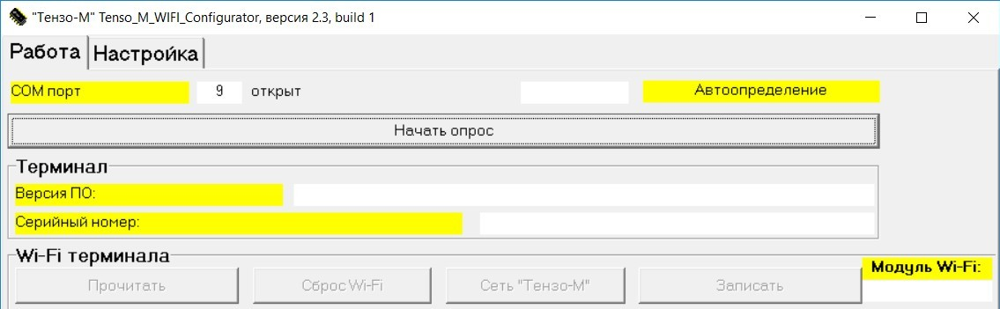 "Тензо-М" Tenso_M_WIFI_Configurator, версия 2.3, build 1
Работа Настройка
COM порт 9 открыт Автоопределение
Начать опрос
Терминал
Версия ПО:
Серийный номер:
Wi-Fi терминала
Модуль Wi-Fi:
Прочитать Сброс Wi-Fi Сеть "Тензо-М" Записать